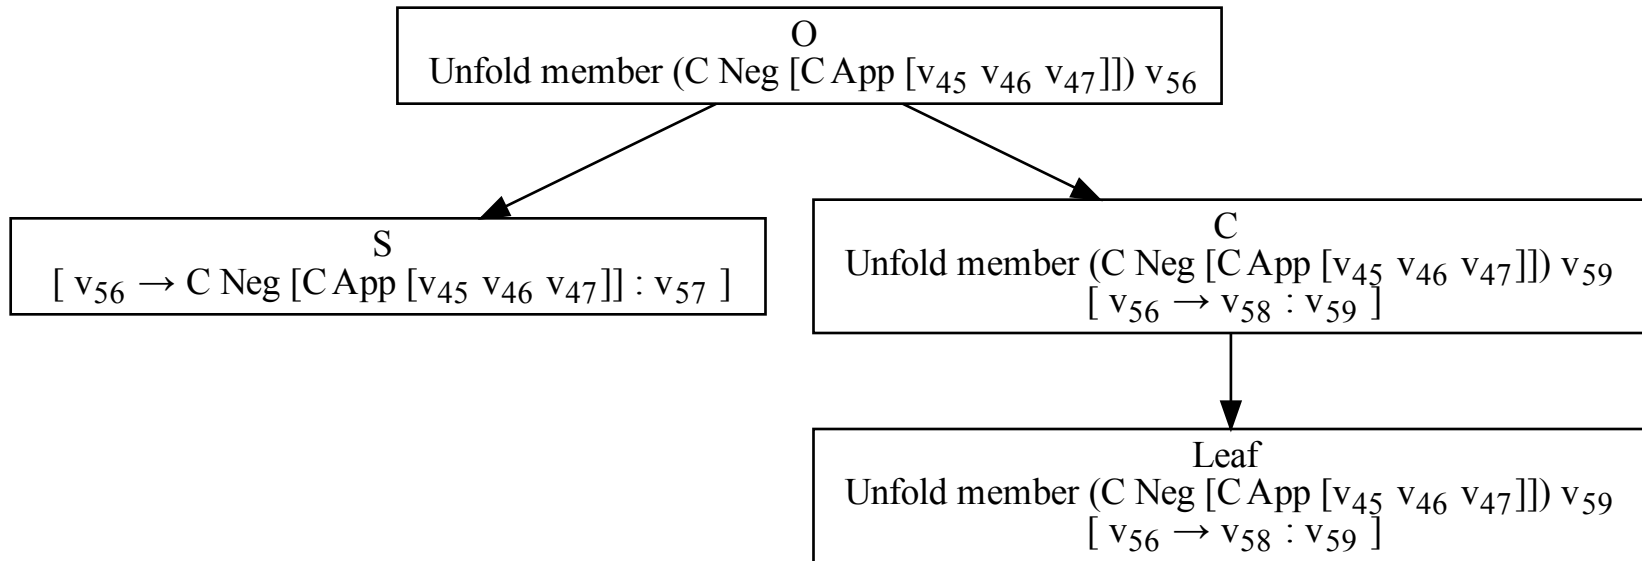 O
Unfold member (C Neg [C App [v₄₅ v₄₆ v₄₇]]) v₅₆
S
[ v₅₆ → C Neg [C App [v₄₅ v₄₆ v₄₇]] : v₅₇ ]
C
Unfold member (C Neg [C App [v₄₅ v₄₆ v₄₇]]) v₅₉
[ v₅₆ → v₅₈ : v₅₉ ]
Leaf
Unfold member (C Neg [C App [v₄₅ v₄₆ v₄₇]]) v₅₉
[ v₅₆ → v₅₈ : v₅₉ ]